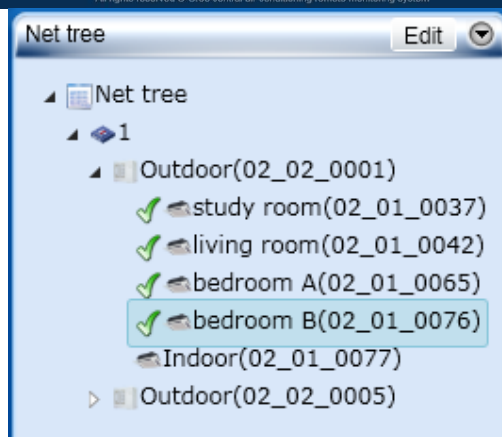 Net tree
Edit
Net tree
1
Outdoor(02_02_0001)
study room(02_01_0037)
living room(02_01_0042)
bedroom A(02_01_0065)
bedroom B(02_01_0076)
Indoor(02_01_0077)
Outdoor(02_02_0005)